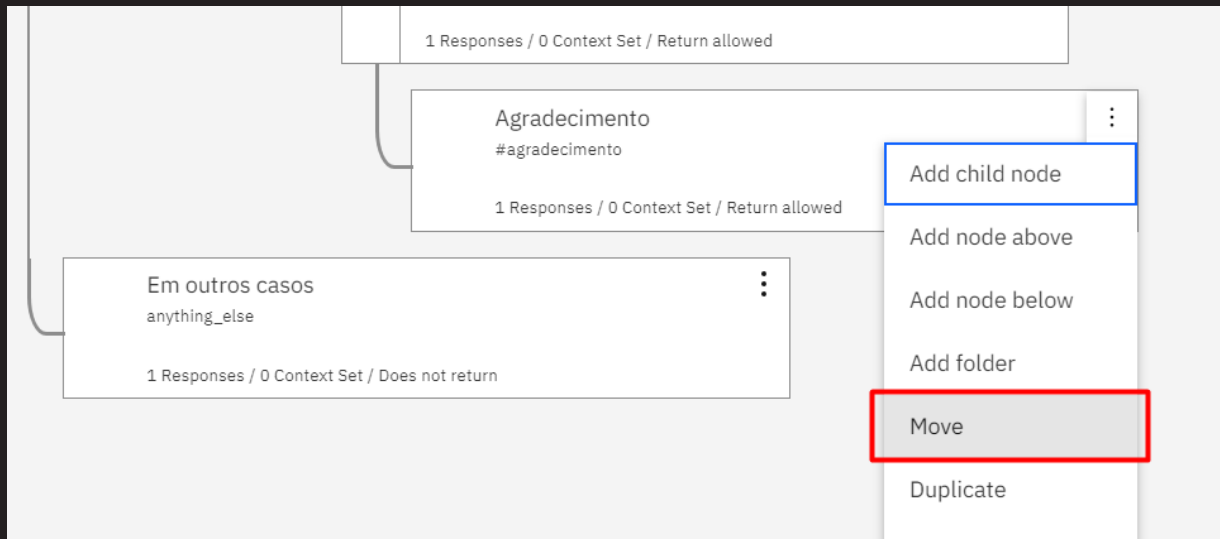 1 Responses / 0 Context Set / Return allowed
Agradecimento
#agradecimento
1 Responses / 0 Context Set / Return allowed
Add child node
Add node above
Add node below
Add folder
Move
Duplicate
Em outros casos
anything_else
1 Responses / 0 Context Set / Does not return